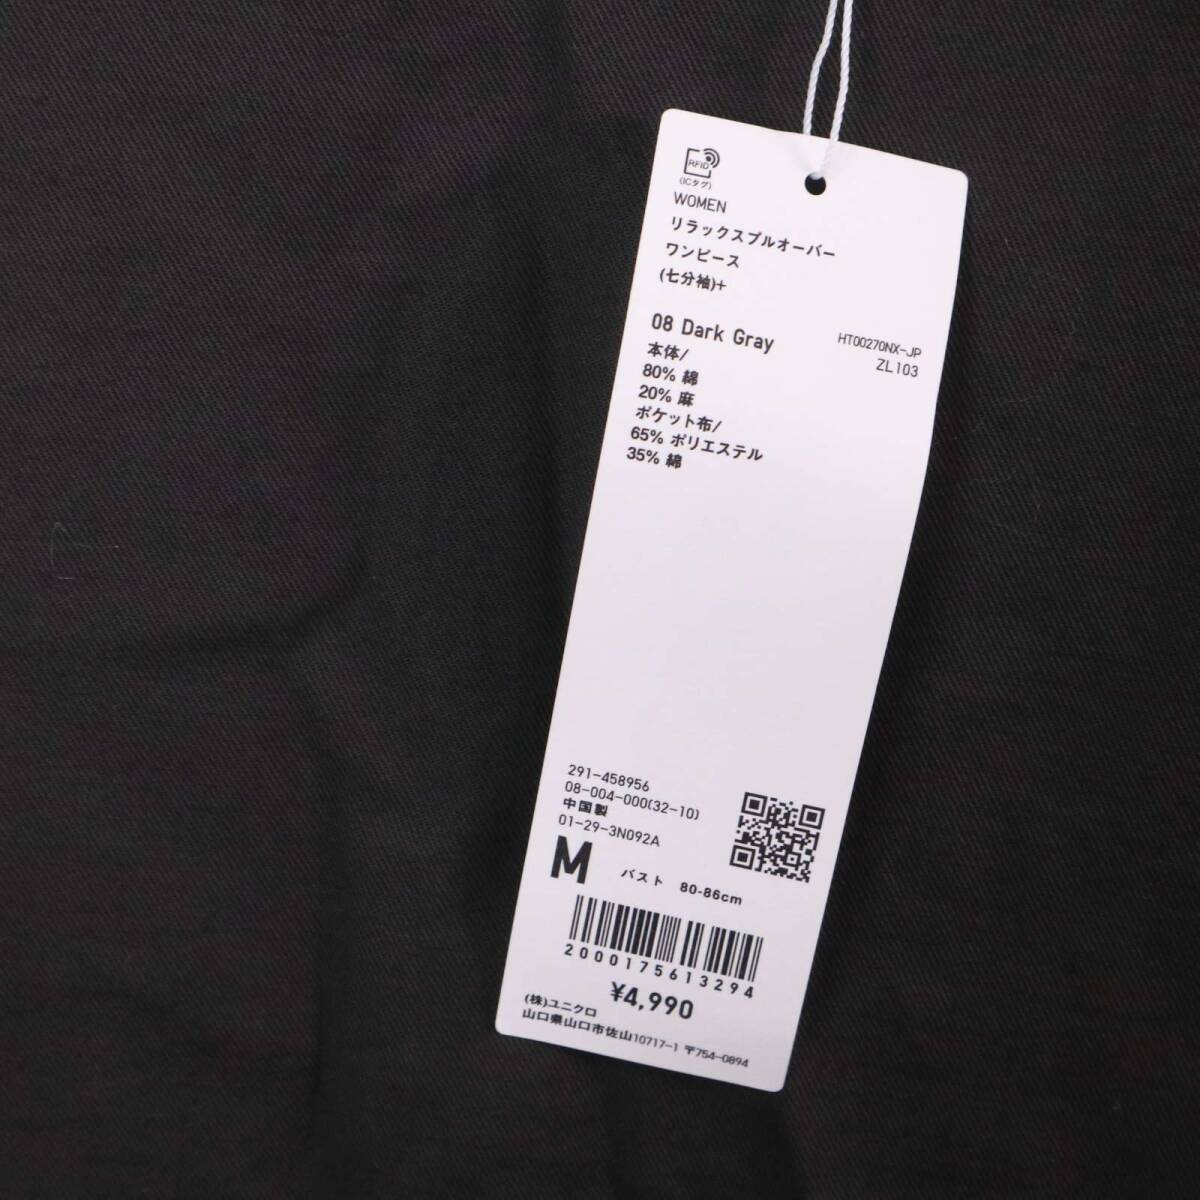 RFID
(ICタグ)
WOMEN
リラックスプルオーバー
ワンピース
(七分袖)+
08 Dark Gray
HT00270NX-JP
ZL103
本体/
80% 綿
20% 麻
ポケット布/
65% ポリエステル
35% 綿
291-458956
08-004-000(32-10)
中国製
01-29-3N092A
M バスト 80-86cm
2000175613294
¥4,990
(株)ユニクロ
山口県山口市佐山10717-1 〒754-0894